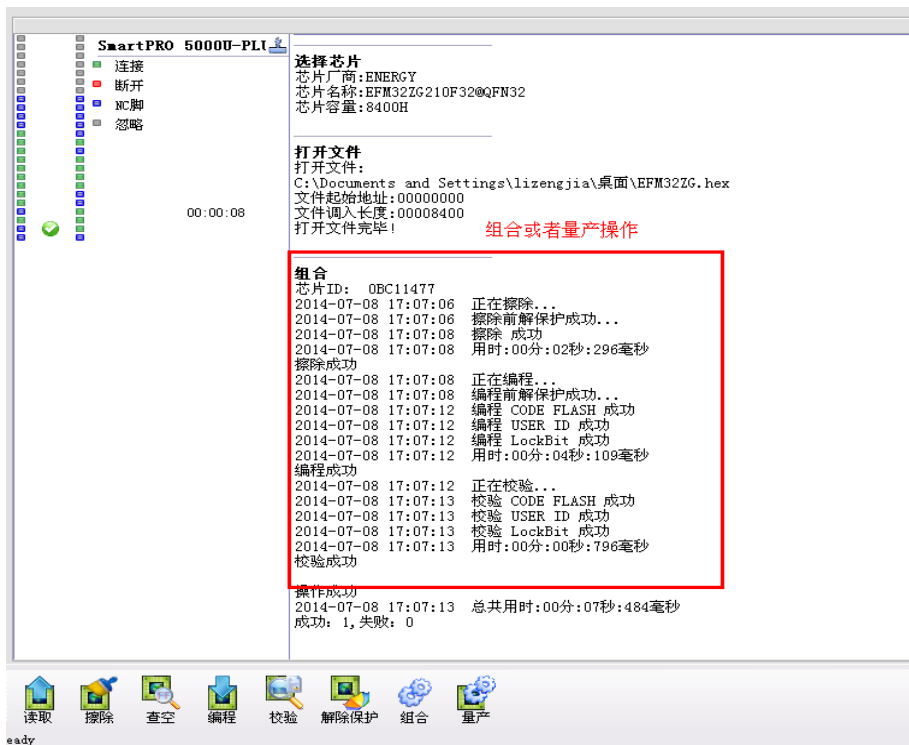 SmartPRO 5000U-PLU
连接
断开
NC脚
忽略
00:00:08
选择芯片
芯片厂商:ENERGY
芯片名称:EFM32ZG210F32@QFN32
芯片容量:8400H
打开文件
打开文件:
C:\Documents and Settings\lizengjia\桌面\EFM32ZG.hex
文件起始地址:00000000
文件调入长度:00008400
打开文件完毕!
组合或者量产操作
组合
芯片ID: 0BC11477
2014-07-08 17:07:06 正在擦除...
2014-07-08 17:07:06 擦除前解保护成功...
2014-07-08 17:07:08 擦除 成功
2014-07-08 17:07:08 用时:00分:02秒:296毫秒
擦除成功
2014-07-08 17:07:08 正在编程...
2014-07-08 17:07:08 编程前解保护成功...
2014-07-08 17:07:12 编程 CODE FLASH 成功
2014-07-08 17:07:12 编程 USER ID 成功
2014-07-08 17:07:12 编程 LockBit 成功
2014-07-08 17:07:12 用时:00分:04秒:109毫秒
编程成功
2014-07-08 17:07:12 正在校验...
2014-07-08 17:07:13 校验 CODE FLASH 成功
2014-07-08 17:07:13 校验 USER ID 成功
2014-07-08 17:07:13 校验 LockBit 成功
2014-07-08 17:07:13 用时:00分:00秒:796毫秒
校验成功
操作成功
2014-07-08 17:07:13 总共用时:00分:07秒:484毫秒
成功: 1,失败: 0
读取 擦除 查空 编程 校验 解除保护 组合 量产
eady